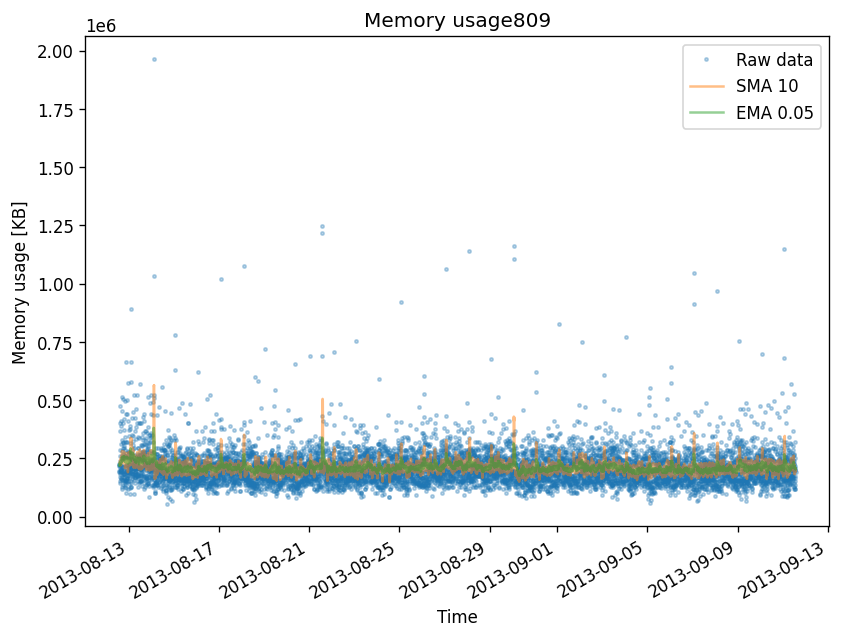 Memory usage809
1e6
2.00
1.75
1.50
1.25
1.00
0.75
0.50
0.25
0.00
Memory usage [KB]
Raw data
SMA 10
EMA 0.05
2013-08-13
2013-08-17
2013-08-21
2013-08-25
2013-08-29
2013-09-01
2013-09-05
2013-09-09
2013-09-13
Time